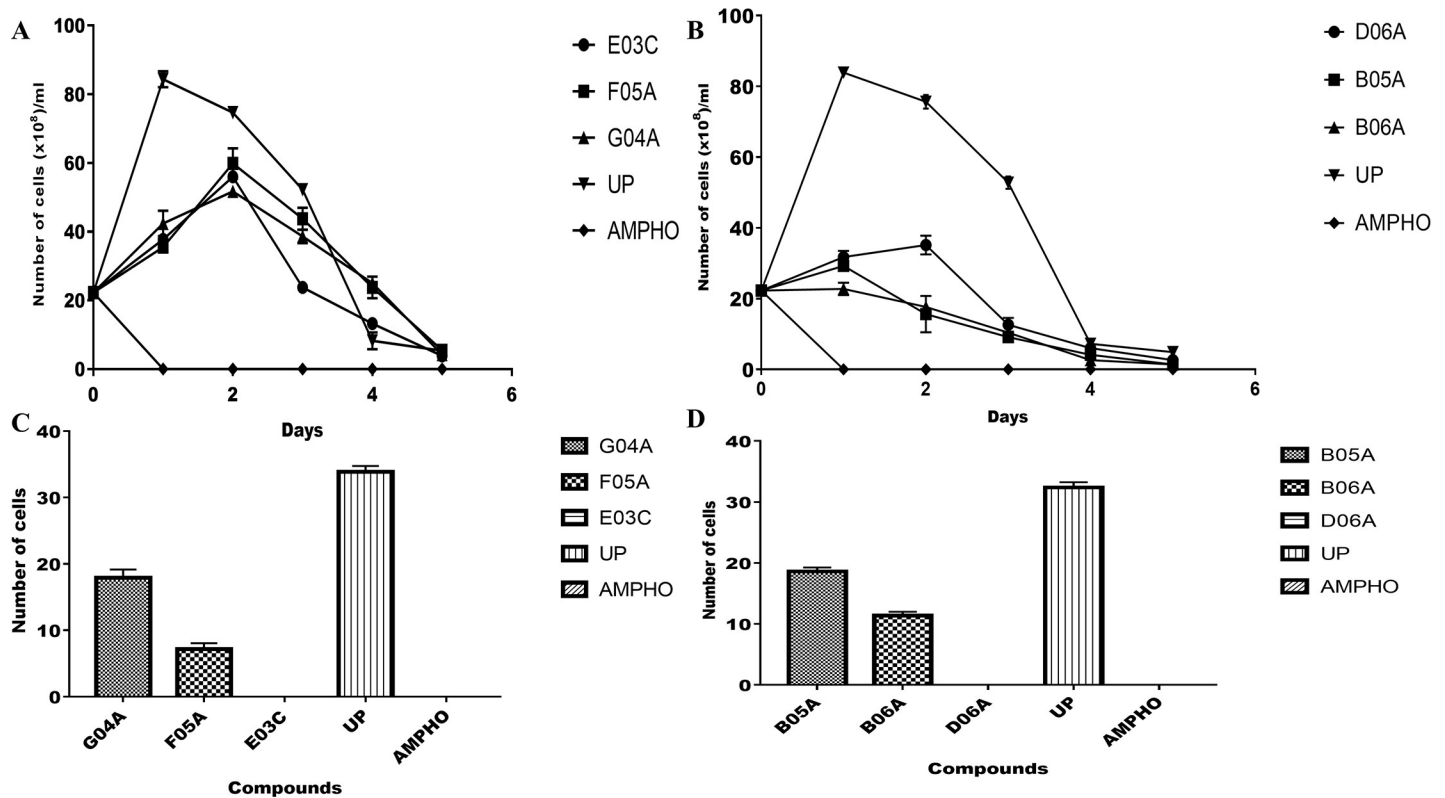 A
Number of cells (x10⁸)/ml
100
80
60
40
20
0
0
2
4
6
Days
E03C
F05A
G04A
UP
AMPHO
B
Number of cells (x10⁸)/ml
100
80
60
40
20
0
0
2
4
6
Days
D06A
B05A
B06A
UP
AMPHO
C
Number of cells
40
30
20
10
0
G04A
F05A
E03C
UP
AMPHO
Compounds
G04A
F05A
E03C
UP
AMPHO
D
Number of cells
40
30
20
10
0
B05A
B06A
D06A
UP
AMPHO
Compounds
B05A
B06A
D06A
UP
AMPHO